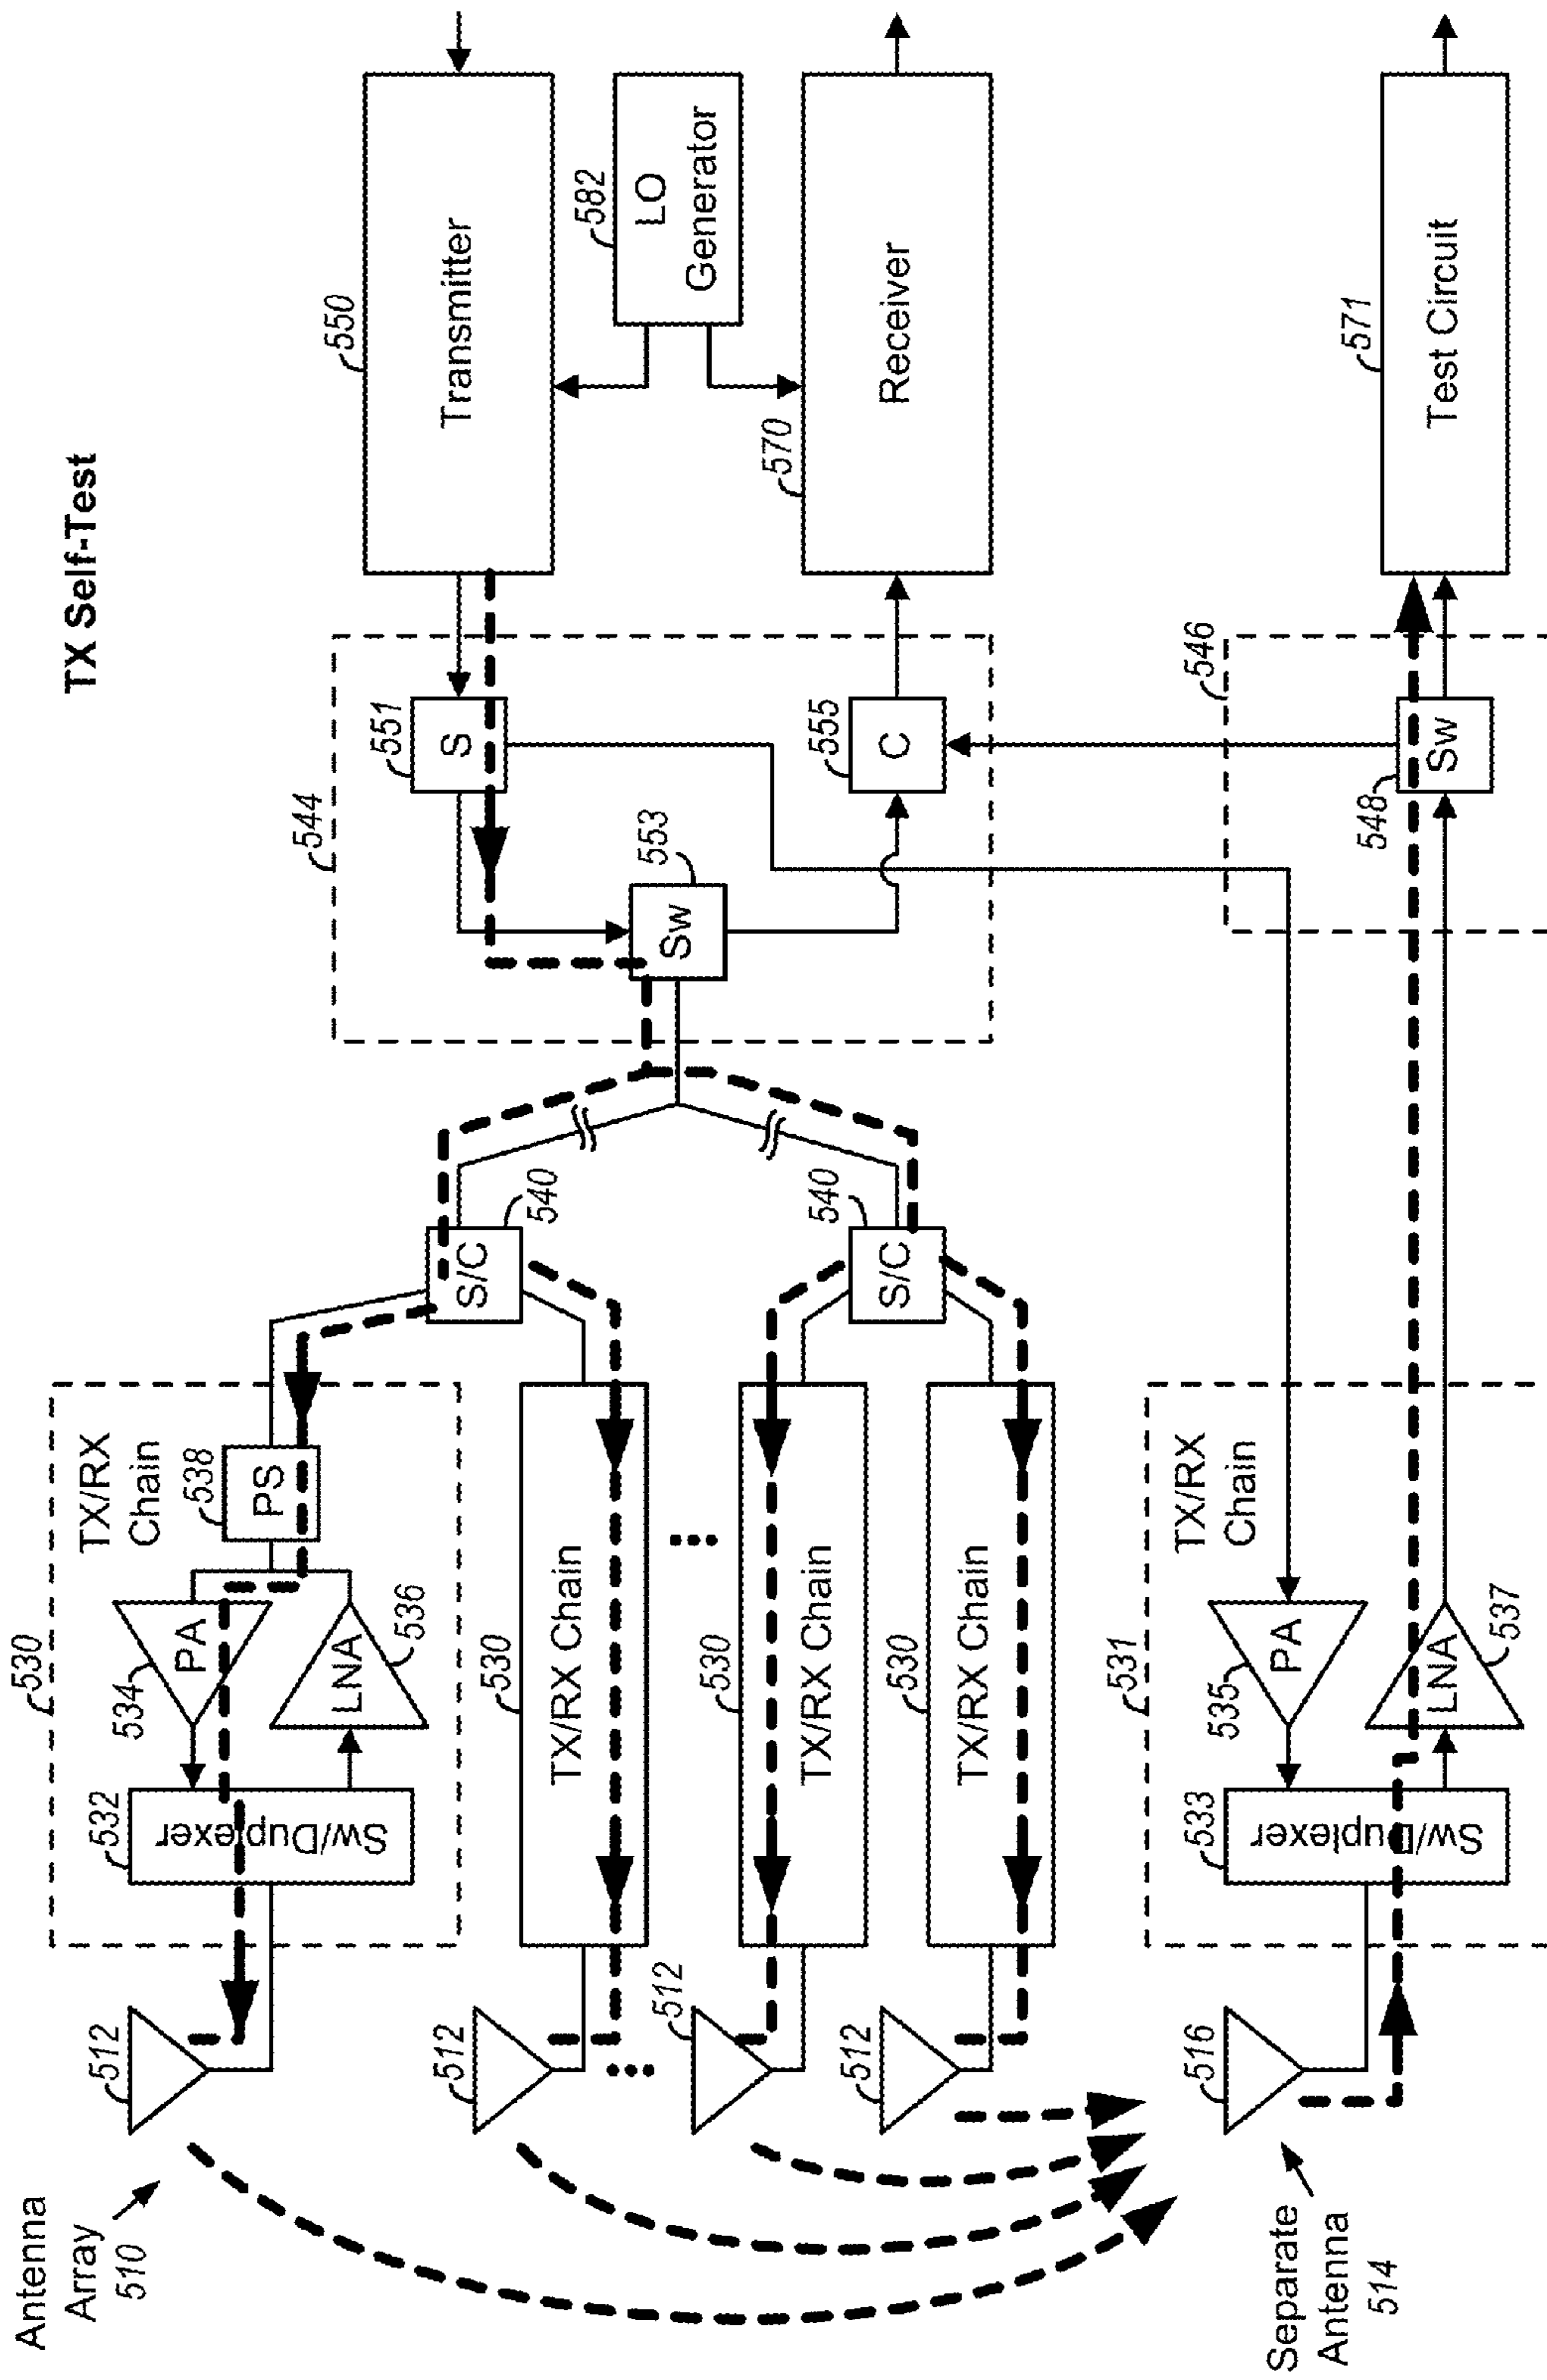 TX Self-Test
Antenna
Array
510
512
512
512
512
Separate
Antenna
514
516
530
TX/RX
Chain
532
Sw/Duplexer
534
PA
536
LNA
538
PS
530
TX/RX Chain
530
TX/RX Chain
530
TX/RX Chain
531
TX/RX
Chain
533
Sw/Duplexer
535
PA
537
LNA
540
S/C
540
S/C
544
551
S
553
Sw
555
C
546
548
Sw
550
Transmitter
582
LO
Generator
570
Receiver
571
Test Circuit